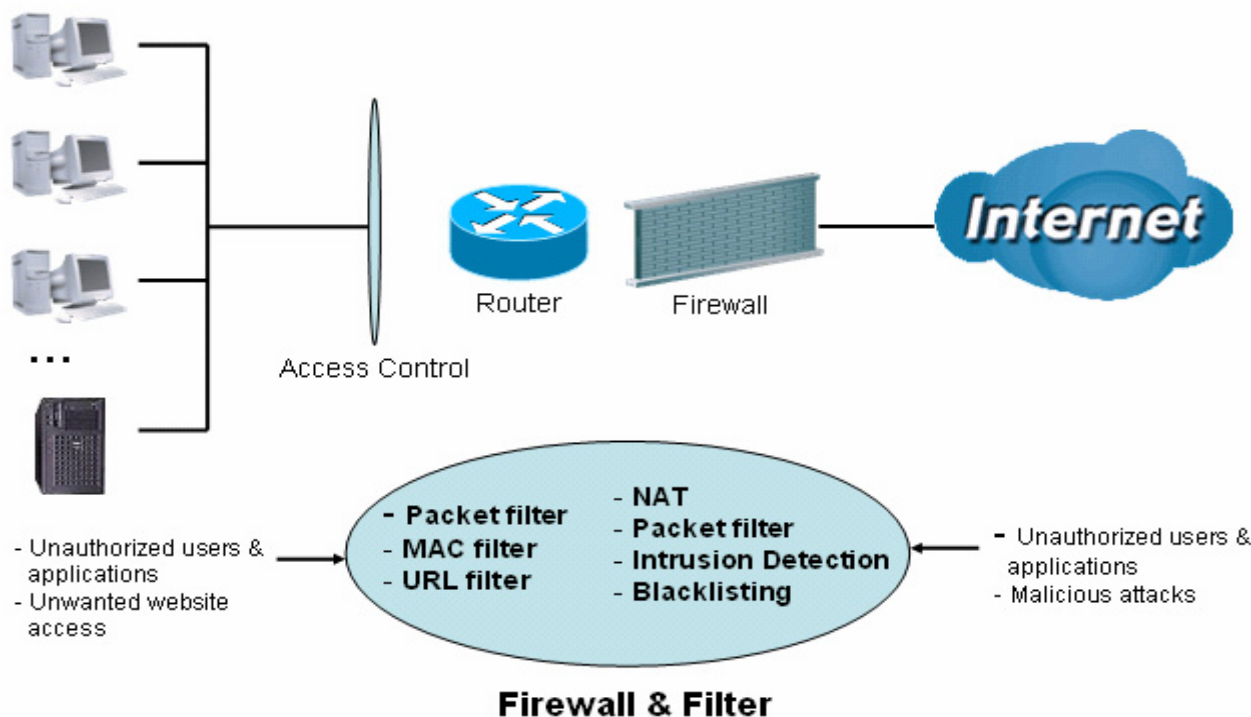 Internet
Router
Firewall
Access Control
...
- Unauthorized users &
applications
- Unwanted website
access
- Packet filter
- MAC filter
- URL filter
- NAT
- Packet filter
- Intrusion Detection
- Blacklisting
- Unauthorized users &
applications
- Malicious attacks
Firewall & Filter